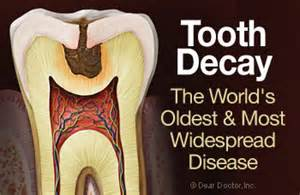 Tooth
Decay
The World's
Oldest & Most
Widespread
Disease
© Dear Doctor, Inc.